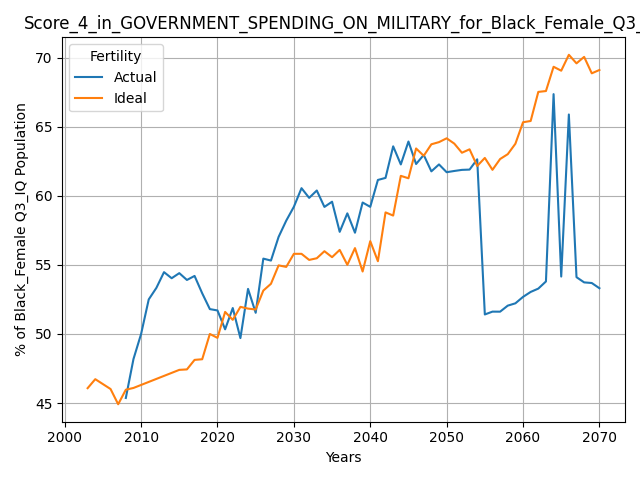 Score_4_in_GOVERNMENT_SPENDING_ON_MILITARY_for_Black_Female_Q3_
Fertility
Actual
Ideal
% of Black_Female Q3_IQ Population
70
65
60
55
50
45
2000 2010 2020 2030 2040 2050 2060 2070
Years